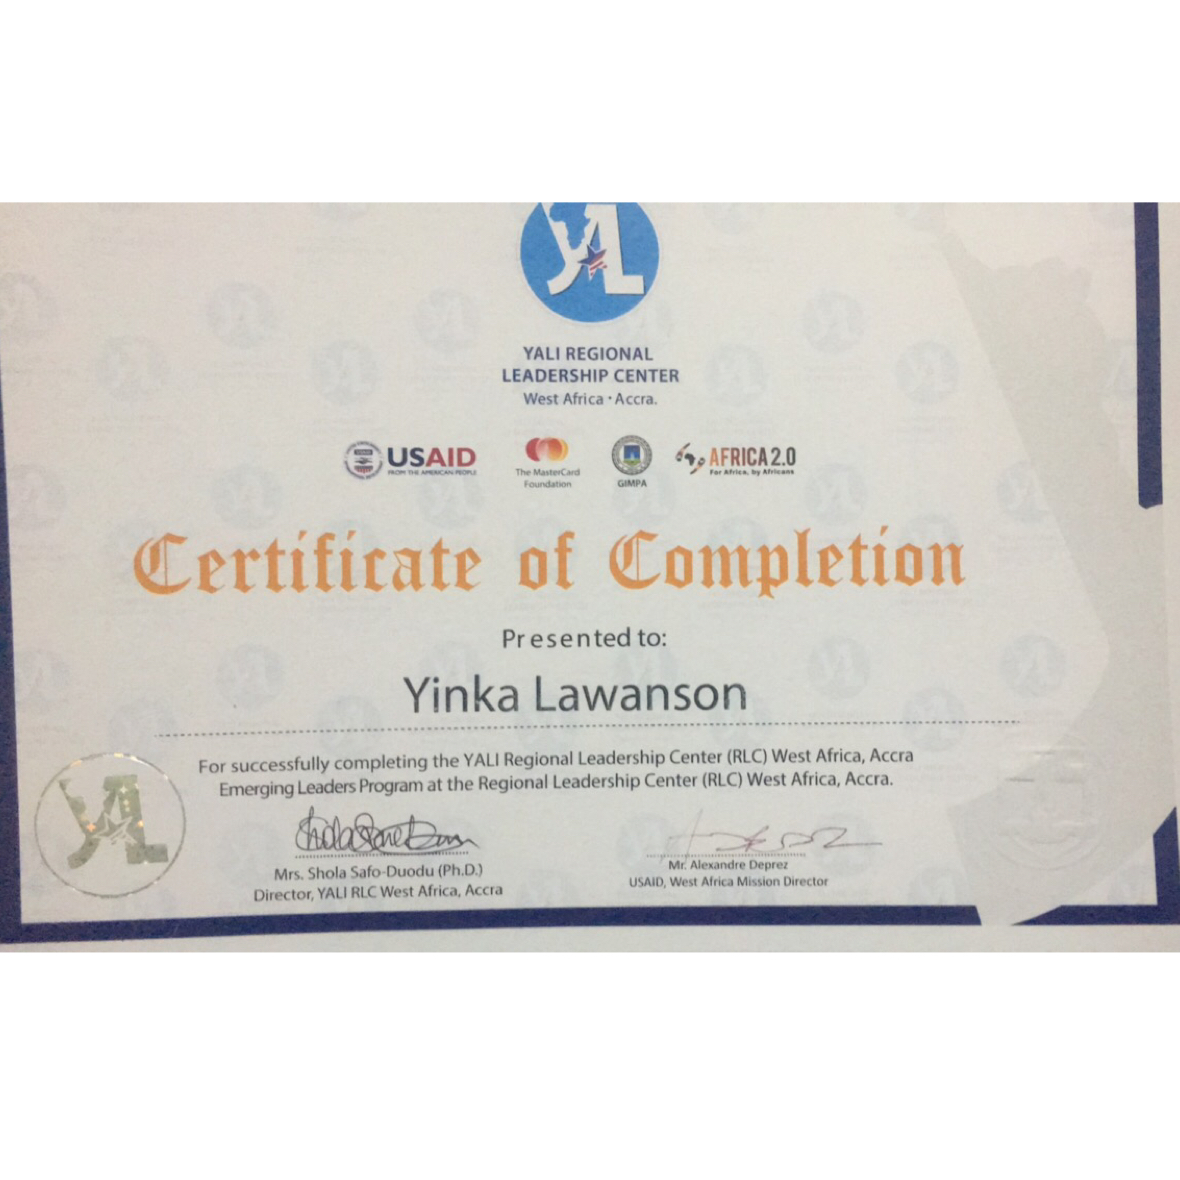 YAL
YALI REGIONAL
LEADERSHIP CENTER
West Africa · Accra.
USAID
FROM THE AMERICAN PEOPLE
The MasterCard
Foundation
GIMPA
AFRICA 2.0
For Africa, by Africans
Certificate of Completion
Presented to:
Yinka Lawanson
For successfully completing the YALI Regional Leadership Center (RLC) West Africa, Accra
Emerging Leaders Program at the Regional Leadership Center (RLC) West Africa, Accra.
Mrs. Shola Safo-Duodu (Ph.D.)
Director, YALI RLC West Africa, Accra
Mr. Alexandre Deprez
USAID, West Africa Mission Director
YAL